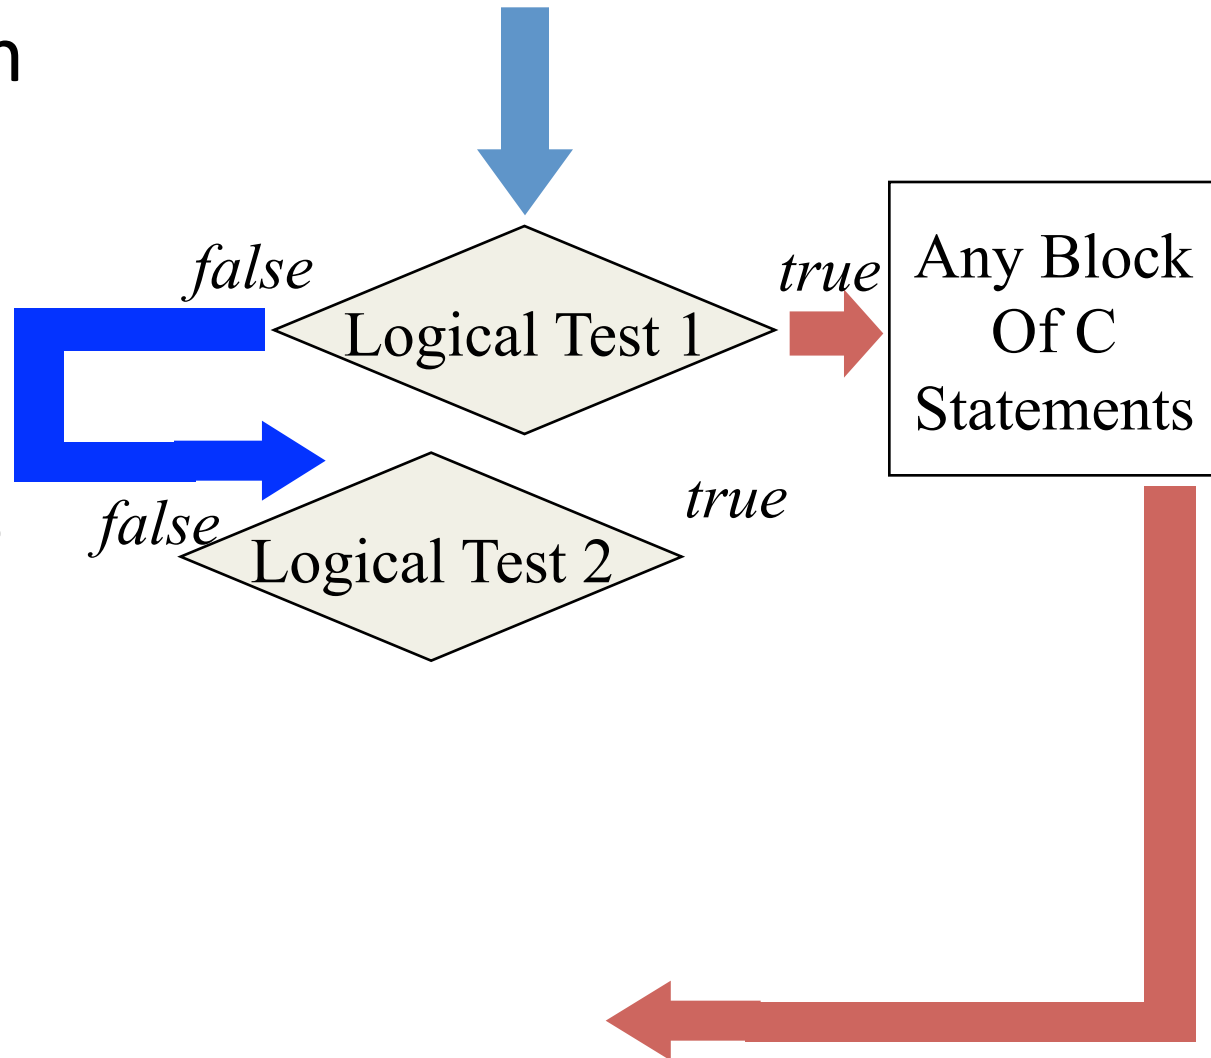 n
false
true
Logical Test 1
Any Block
Of C
Statements
false
true
Logical Test 2